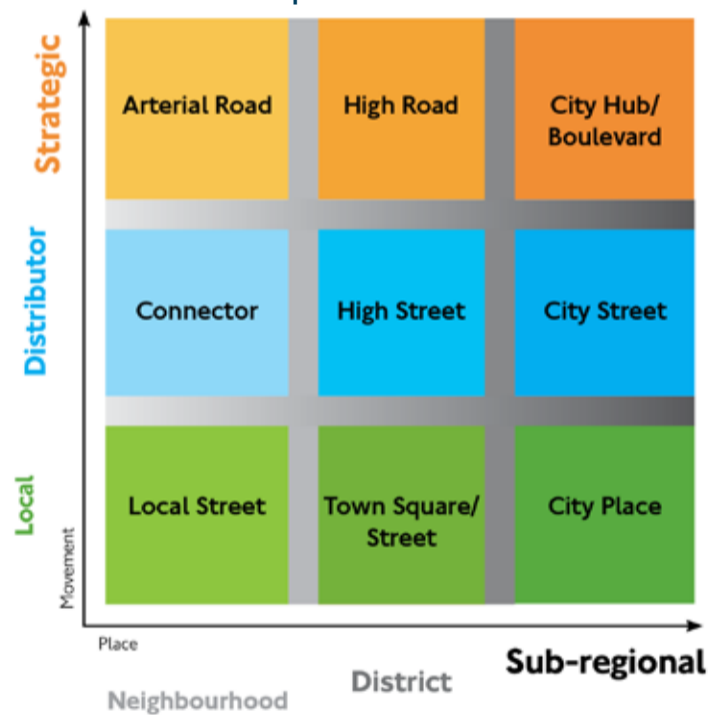 Strategic
Arterial Road
High Road
City Hub/
Boulevard
Distributor
Connector
High Street
City Street
Local
Local Street
Town Square/
Street
City Place
Movement
Place
Neighbourhood
District
Sub-regional